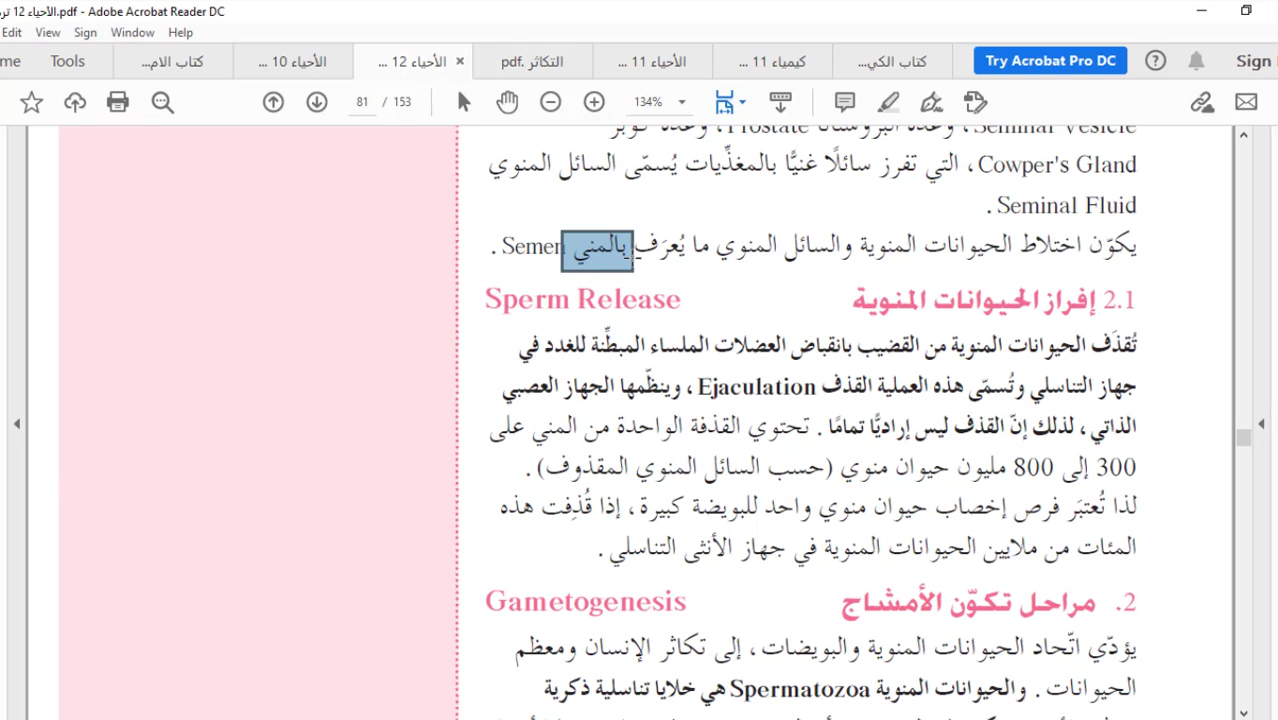 الأحياء 12 تر.pdf - Adobe Acrobat Reader DC
Edit View Sign Window Help
me Tools كتاب الام... الأحياء 10 ... الأحياء 12 ... × التكاثر .pdf الأحياء 11 ... كيمياء 11 ... كتاب الكي... Try Acrobat Pro DC Sign
81 / 153 134%
Seminal Vesicle، وغدة البروستاتا Prostate، وغدة كوبر
Cowper's Gland، التي تفرز سائلًا غنيًّا بالمغذِّيات يُسمّى السائل المنوي
Seminal Fluid .
يكوّن اختلاط الحيوانات المنوية والسائل المنوي ما يُعرَف بالمني Semen .
2.1 إفراز الحيوانات المنوية Sperm Release
تُقذَف الحيوانات المنوية من القضيب بانقباض العضلات الملساء المبطِّنة للغدد في
جهاز التناسلي وتُسمّى هذه العملية القذف Ejaculation ، وينظّمها الجهاز العصبي
الذاتي ، لذلك إنّ القذف ليس إراديًّا تمامًا . تحتوي القذفة الواحدة من المني على
300 إلى 800 مليون حيوان منوي (حسب السائل المنوي المقذوف) .
لذا تُعتبَر فرص إخصاب حيوان منوي واحد للبويضة كبيرة ، إذا قُذِفت هذه
المئات من ملايين الحيوانات المنوية في جهاز الأنثى التناسلي .
2. مراحل تكوّن الأمشاج Gametogenesis
يؤدّي اتّحاد الحيوانات المنوية والبويضات ، إلى تكاثر الإنسان ومعظم
الحيوانات . والحيوانات المنوية Spermatozoa هي خلايا تناسلية ذكرية